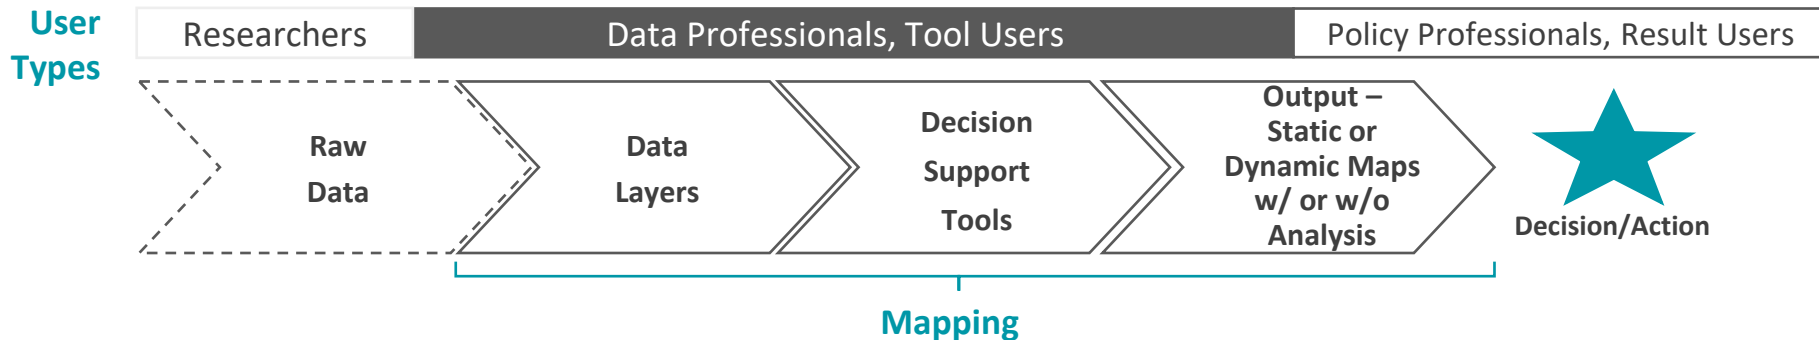 User
Types
Researchers
Data Professionals, Tool Users
Policy Professionals, Result Users
Raw
Data
Data
Layers
Decision
Support
Tools
Output –
Static or
Dynamic Maps
w/ or w/o
Analysis
Decision/Action
Mapping